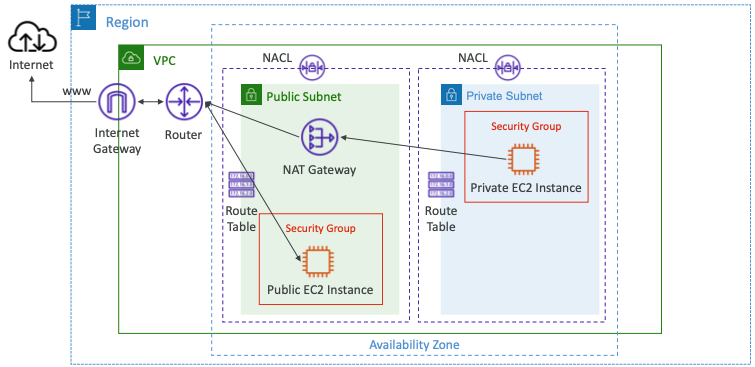 Region
Internet
www
VPC
NACL
NACL
Public Subnet
Private Subnet
Internet
Gateway
Router
NAT Gateway
Security Group
Private EC2 Instance
Route
Table
Route
Table
Security Group
Public EC2 Instance
Availability Zone